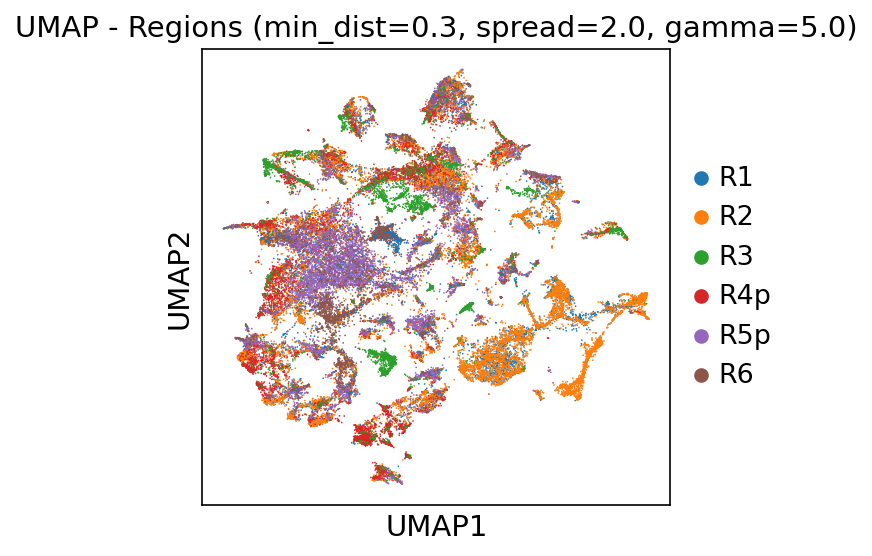 UMAP - Regions (min_dist=0.3, spread=2.0, gamma=5.0)
UMAP2
R1
R2
R3
R4p
R5p
R6
UMAP1